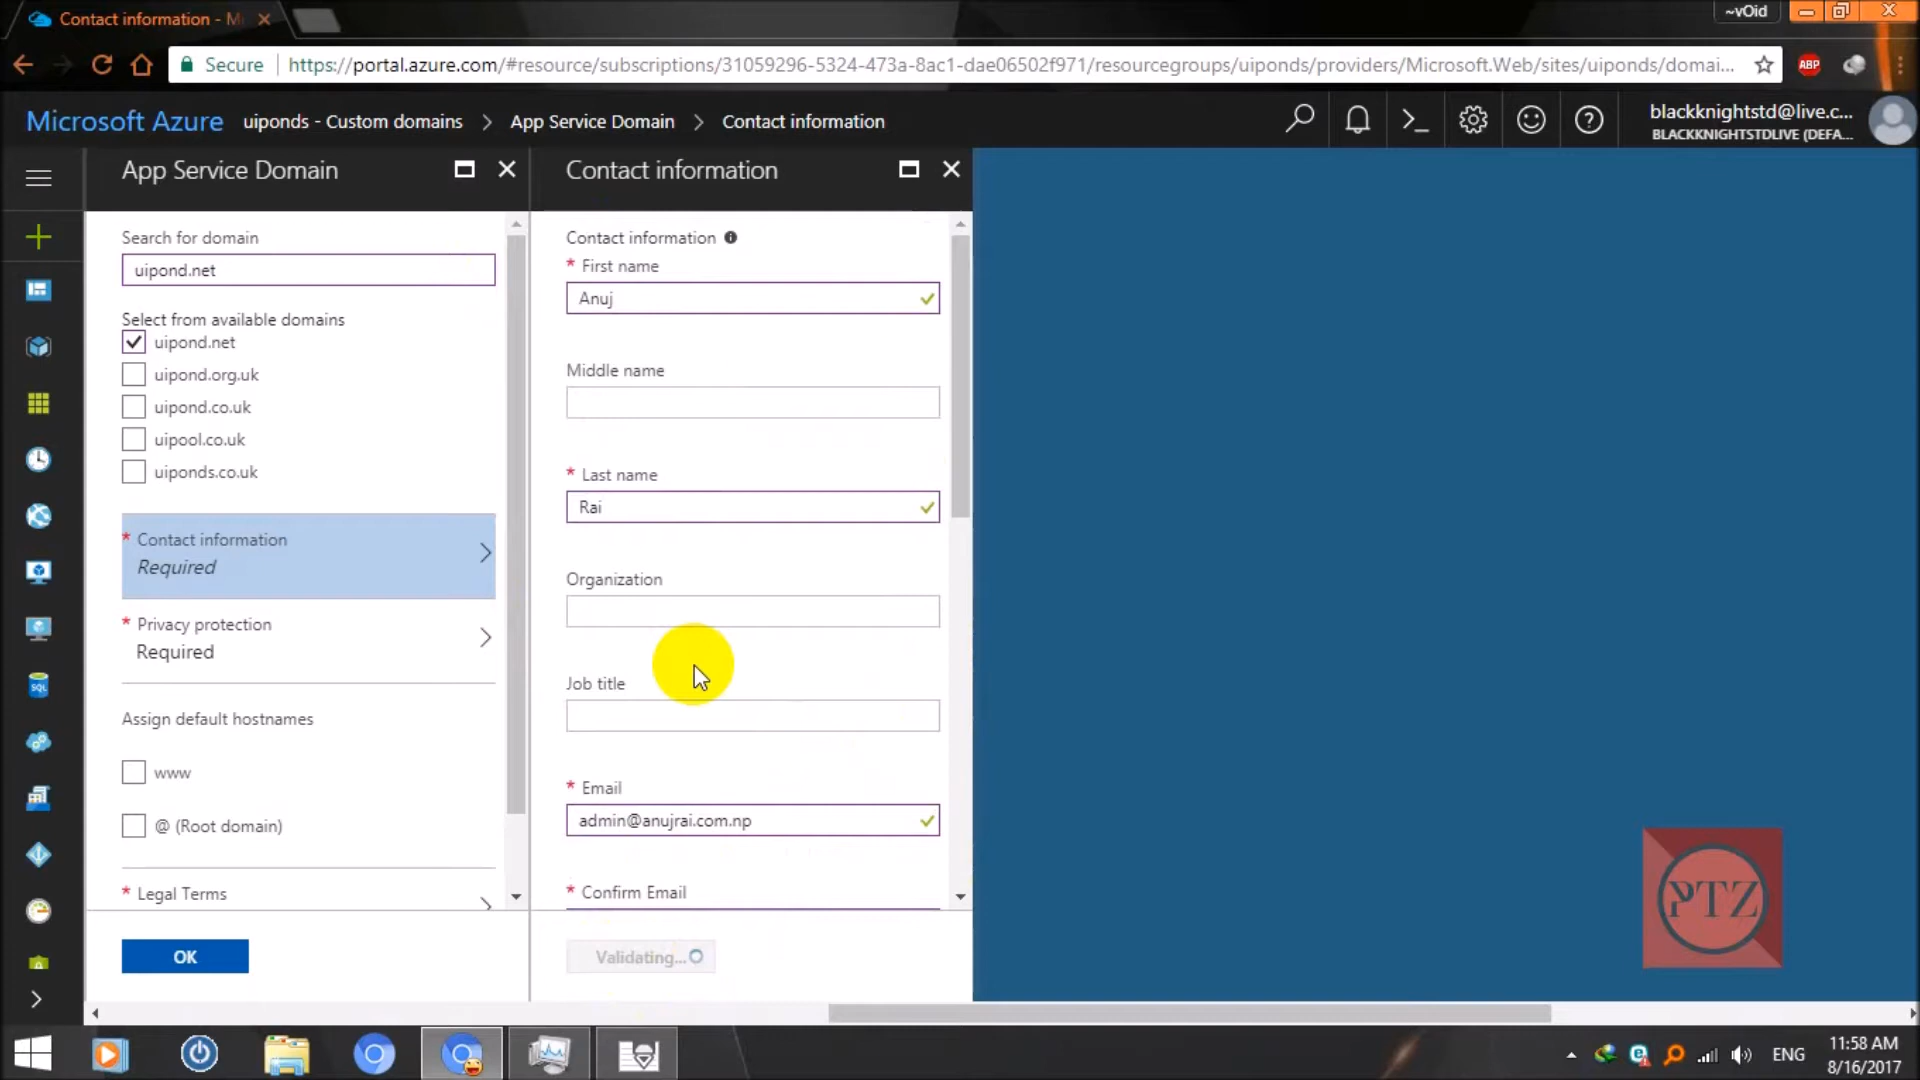 Contact information - M
~vOid
Secure
https://portal.azure.com/#resource/subscriptions/31059296-5324-473a-8ac1-dae06502f971/resourcegroups/uiponds/providers/Microsoft.Web/sites/uiponds/domai...
ABP
Microsoft Azure
uiponds - Custom domains > App Service Domain > Contact information
blackknightstd@live.c...
BLACKKNIGHTSTDLIVE (DEFA...
App Service Domain
Search for domain
uipond.net
Select from available domains
uipond.net
uipond.org.uk
uipond.co.uk
uipool.co.uk
uiponds.co.uk
* Contact information
Required
* Privacy protection
Required
Assign default hostnames
www
@ (Root domain)
* Legal Terms
OK
Contact information
Contact information
* First name
Anuj
Middle name
* Last name
Rai
Organization
Job title
* Email
admin@anujrai.com.np
* Confirm Email
Validating...
SQL
PTZ
ENG
11:58 AM
8/16/2017